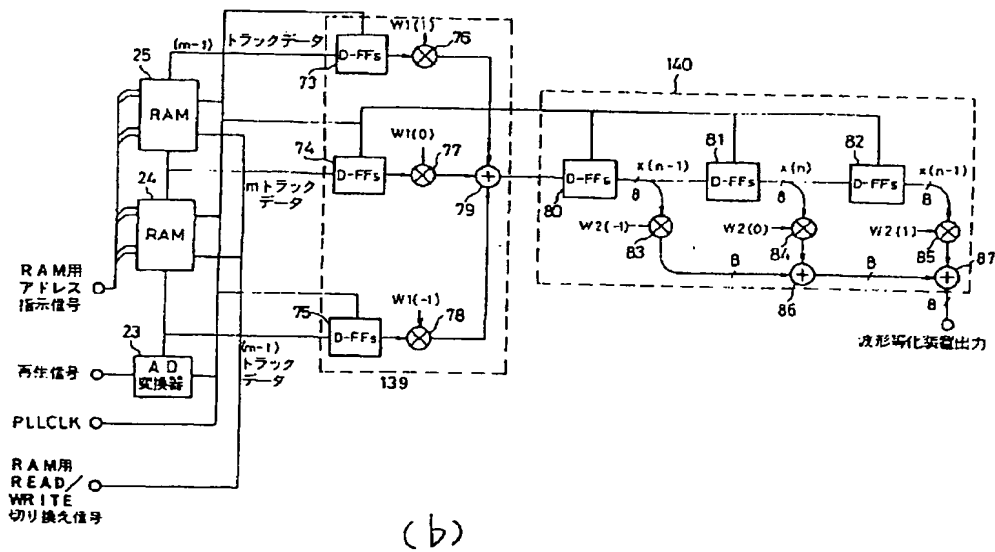 W1(1)
76
(m-1) トラックデータ
D-FFs
73
25
RAM
140
W1(0)
74
77
D-FFs
81
82
D-FFs
80
x(n-1)
8
D-FFs
x(n)
8
D-FFs
x(n-1)
8
24
RAM
mトラック
データ
79
W2(-1)
83
W2(0)
84
W2(1)
85
87
8
8
86
8
RAM用
アドレス
指示信号
W1(-1)
75
78
D-FFs
波形等化装置出力
23
AD
変換器
(m-1)
トラック
データ
139
再生信号
PLLCLK
RAM用
READ/
WRITE
切り換え信号
(b)